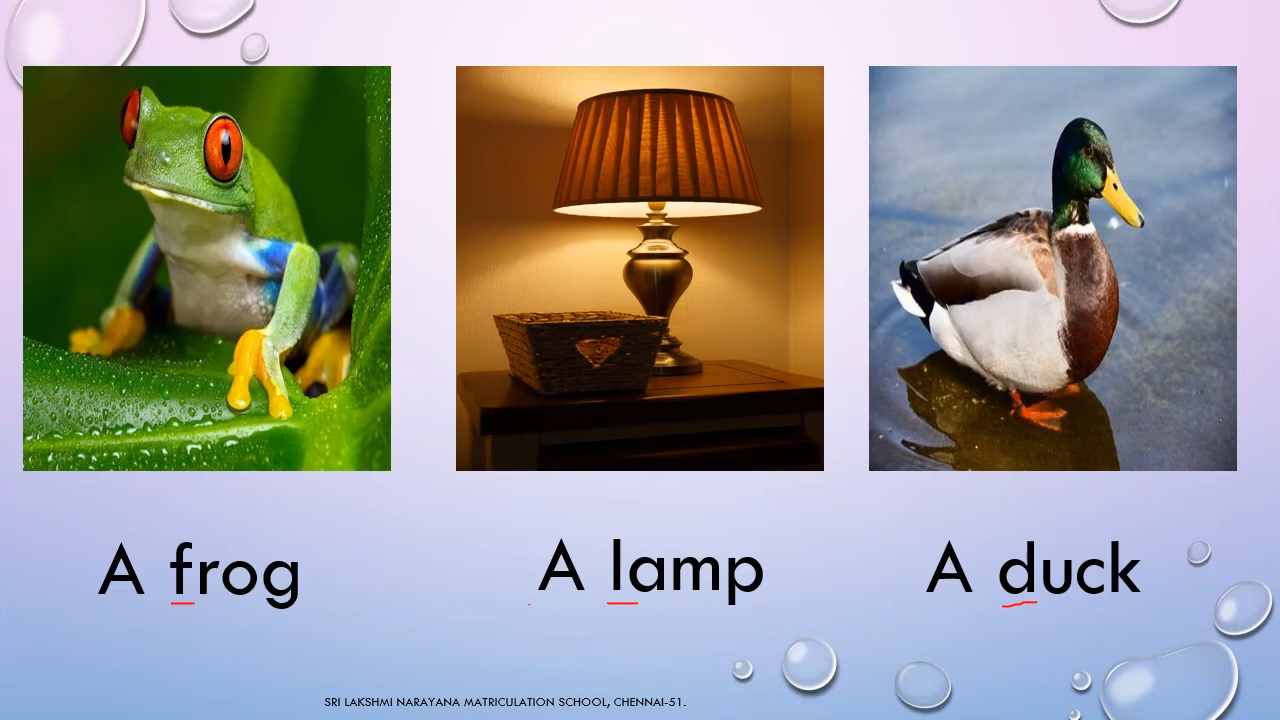 A frog
A lamp
A duck
SRI LAKSHMI NARAYANA MATRICULATION SCHOOL, CHENNAI-51.